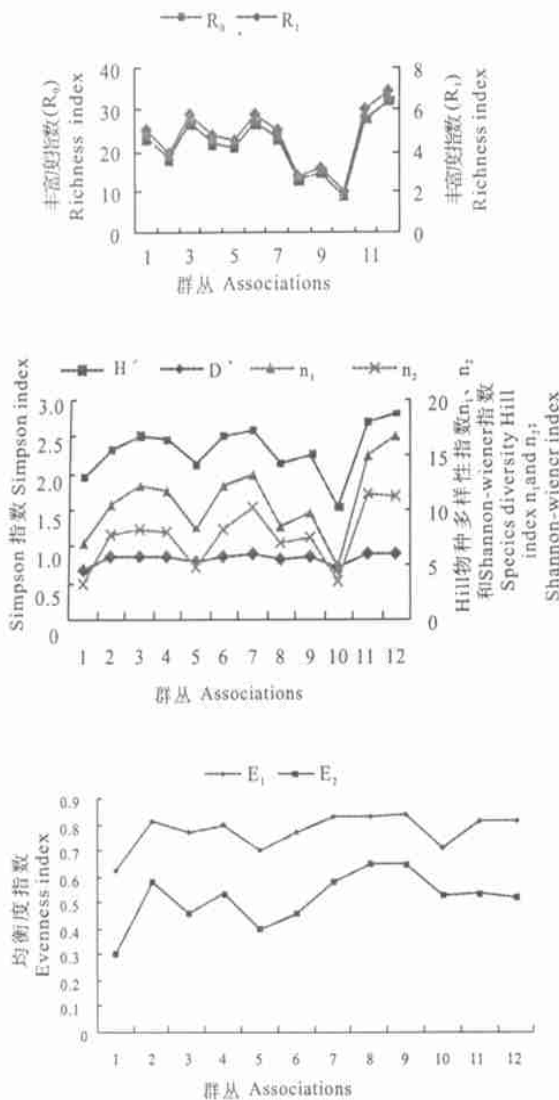 R₀ R₁
40 8
30 6
20 4
10 2
0 0
丰富度指数(R₀)
Richness index
丰富度指数(R₁)
Richness index
1 3 5 7 9 11
群丛 Associations
H′ D′ n₁ n₂
3.0 20
2.5
2.0 15
1.5 10
1.0 5
0.5
0 0
Simpson 指数 Simpson index
Hill物种多样性指数n₁、n₂
和Shannon-wiener指数
Species diversity Hill
index n₁ and n₂;
Shannon-wiener index
1 2 3 4 5 6 7 8 9 10 11 12
群丛 Associations
E₁ E₂
0.9
0.8
0.7
0.6
0.5
0.4
0.3
0.2
0.1
0
均衡度指数
Evenness index
1 2 3 4 5 6 7 8 9 10 11 12
群丛 Associations